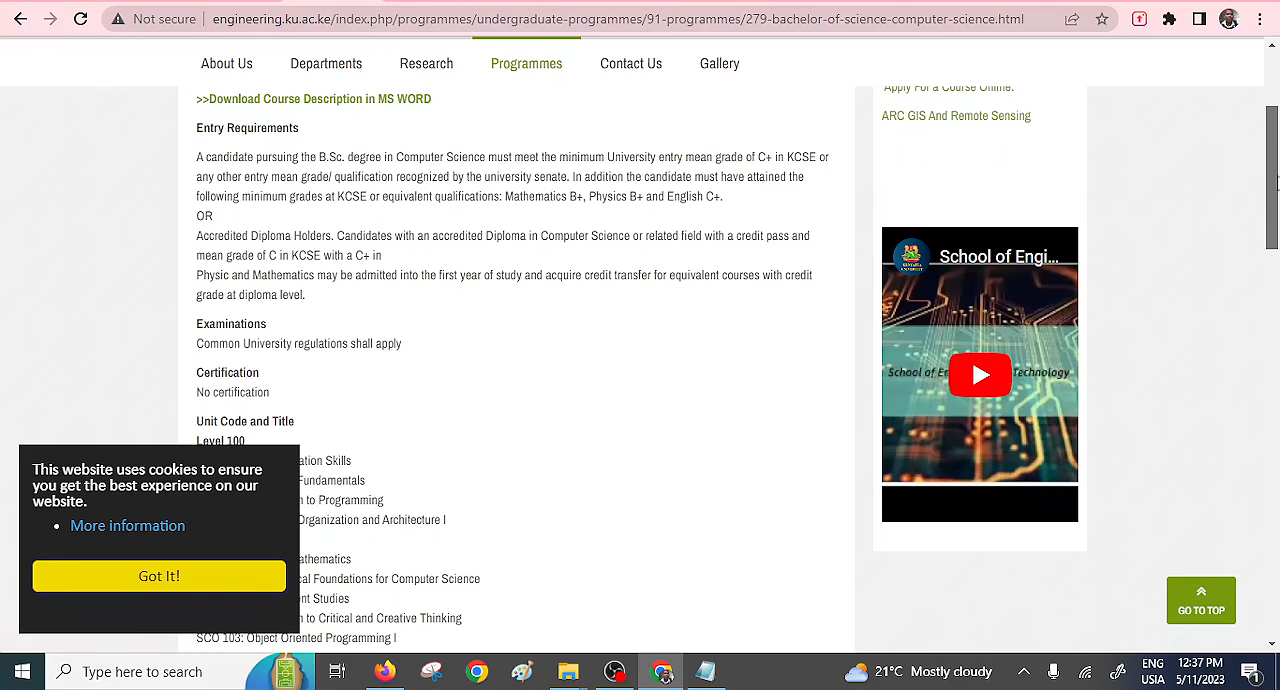 Not secure | engineering.ku.ac.ke/index.php/programmes/undergraduate-programmes/91-programmes/279-bachelor-of-science-computer-science.html
About Us Departments Research Programmes Contact Us Gallery
>>Download Course Description in MS WORD
Entry Requirements
A candidate pursuing the B.Sc. degree in Computer Science must meet the minimum University entry mean grade of C+ in KCSE or
any other entry mean grade/ qualification recognized by the university senate. In addition the candidate must have attained the
following minimum grades at KCSE or equivalent qualifications: Mathematics B+, Physics B+ and English C+.
OR
Accredited Diploma Holders. Candidates with an accredited Diploma in Computer Science or related field with a credit pass and
mean grade of C in KCSE with a C+ in
Physic and Mathematics may be admitted into the first year of study and acquire credit transfer for equivalent courses with credit
grade at diploma level.
Examinations
Common University regulations shall apply
Certification
No certification
Unit Code and Title
Level 100
ation Skills
Fundamentals
n to Programming
Organization and Architecture I
athematics
cal Foundations for Computer Science
nt Studies
n to Critical and Creative Thinking
SCO 103: Object Oriented Programming I
Apply For a Course Online.
ARC GIS And Remote Sensing
School of Engi...
School of En Technology
This website uses cookies to ensure
you get the best experience on our
website.
• More information
Got It!
GO TO TOP
Type here to search
21°C Mostly cloudy
ENG
USA
12:37 PM
5/11/2023